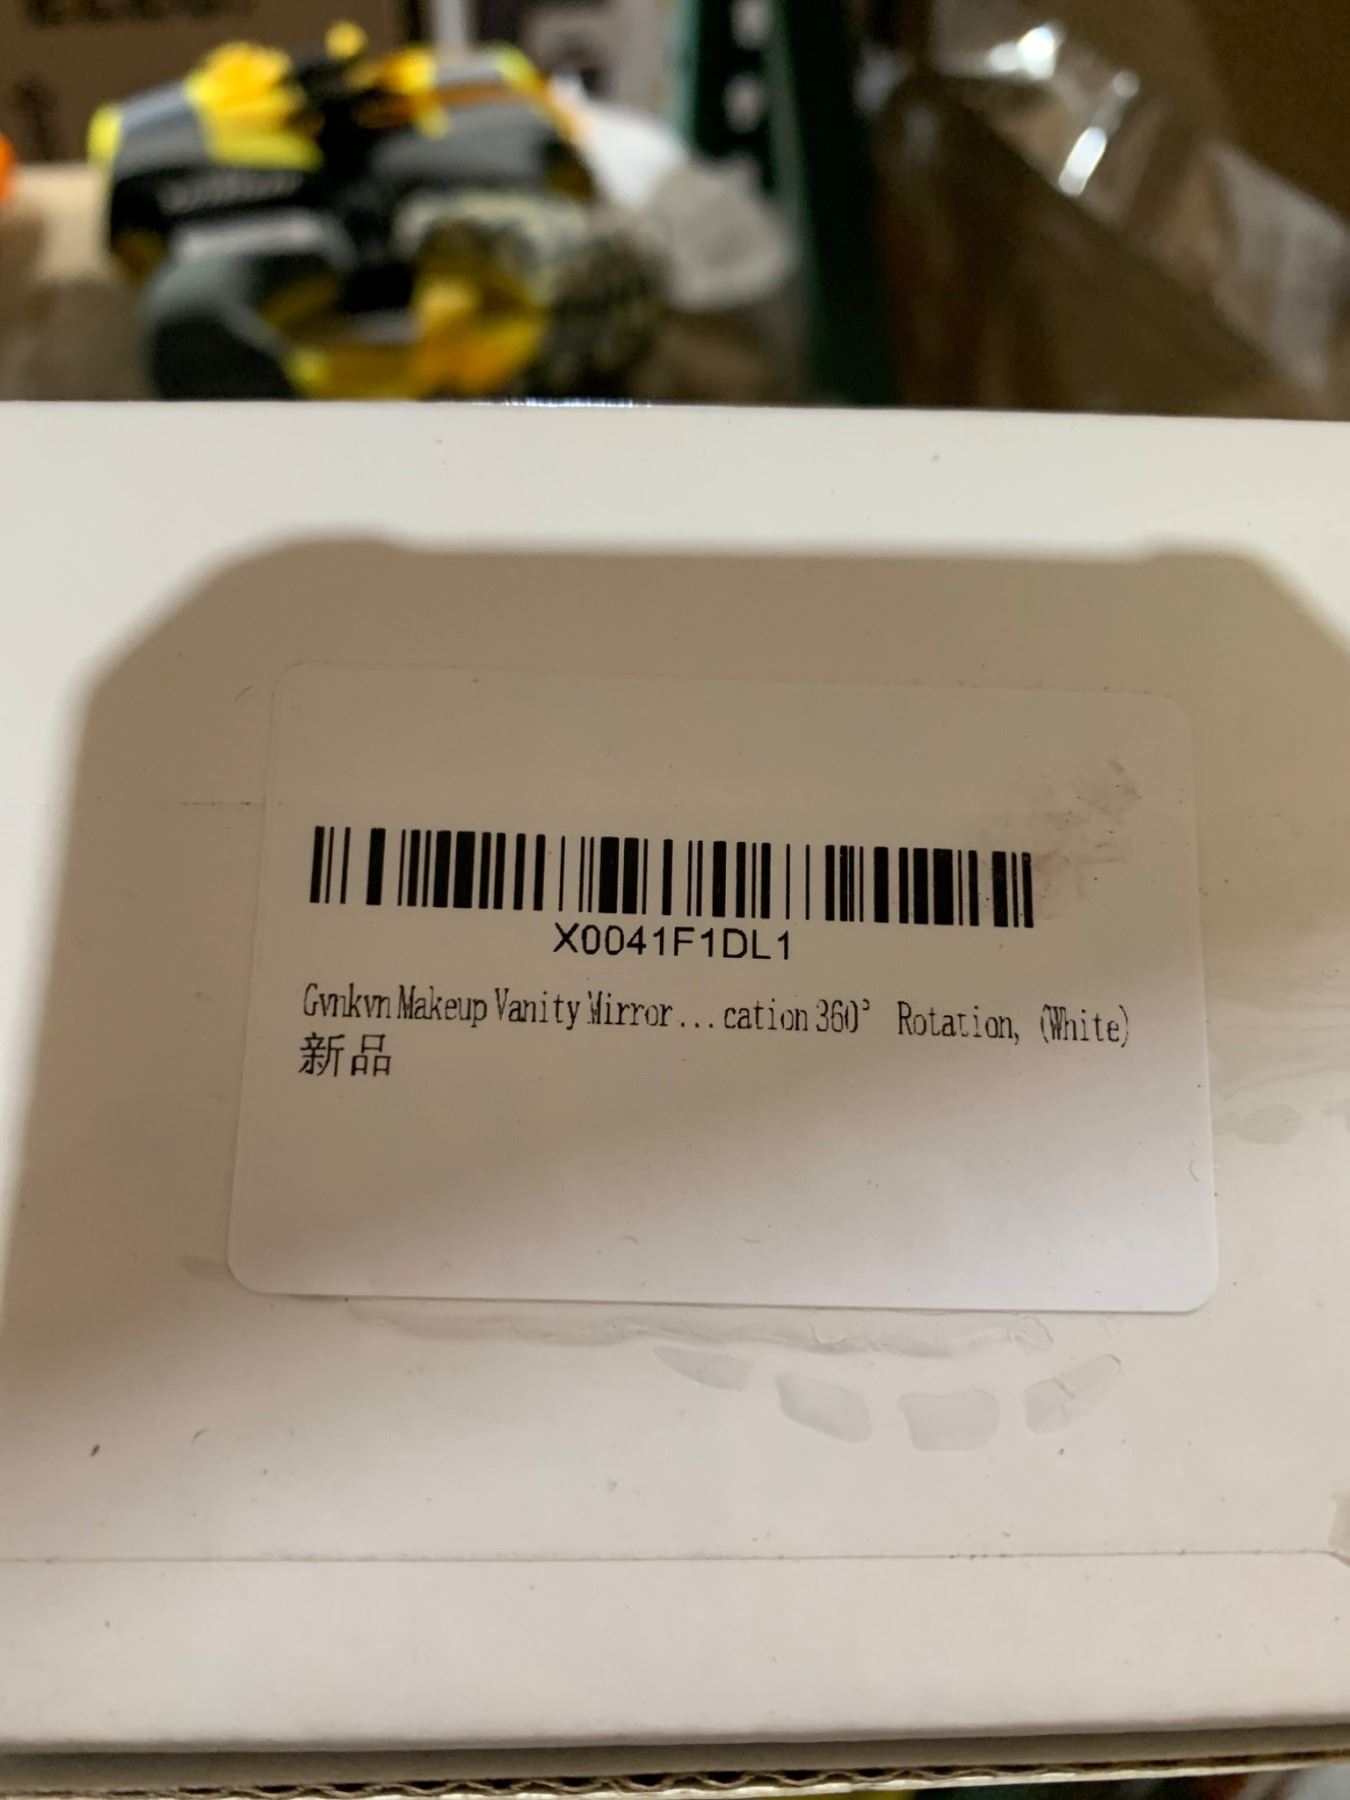 X0041F1DL1
Gvnkvn Makeup Vanity Mirror...cation 360° Rotation, (White)
新品